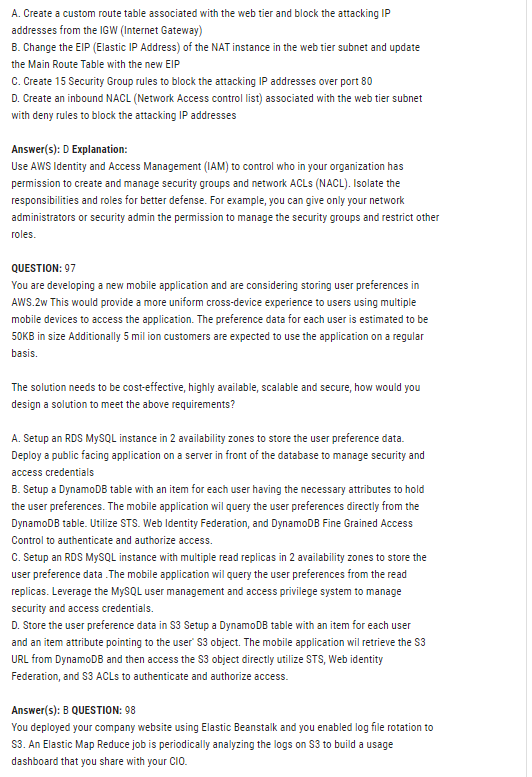 A. Create a custom route table associated with the web tier and block the attacking IP
addresses from the IGW (Internet Gateway)
B. Change the EIP (Elastic IP Address) of the NAT instance in the web tier subnet and update
the Main Route Table with the new EIP
C. Create 15 Security Group rules to block the attacking IP addresses over port 80
D. Create an inbound NACL (Network Access control list) associated with the web tier subnet
with deny rules to block the attacking IP addresses
Answer(s): D Explanation:
Use AWS Identity and Access Management (IAM) to control who in your organization has
permission to create and manage security groups and network ACLs (NACL). Isolate the
responsibilities and roles for better defense. For example, you can give only your network
administrators or security admin the permission to manage the security groups and restrict other
roles.
QUESTION: 97
You are developing a new mobile application and are considering storing user preferences in
AWS.2w This would provide a more uniform cross-device experience to users using multiple
mobile devices to access the application. The preference data for each user is estimated to be
50KB in size Additionally 5 mil ion customers are expected to use the application on a regular
basis.
The solution needs to be cost-effective, highly available, scalable and secure, how would you
design a solution to meet the above requirements?
A. Setup an RDS MySQL instance in 2 availability zones to store the user preference data.
Deploy a public facing application on a server in front of the database to manage security and
access credentials
B. Setup a DynamoDB table with an item for each user having the necessary attributes to hold
the user preferences. The mobile application wil query the user preferences directly from the
DynamoDB table. Utilize STS. Web Identity Federation, and DynamoDB Fine Grained Access
Control to authenticate and authorize access.
C. Setup an RDS MySQL instance with multiple read replicas in 2 availability zones to store the
user preference data .The mobile application wil query the user preferences from the read
replicas. Leverage the MySQL user management and access privilege system to manage
security and access credentials.
D. Store the user preference data in S3 Setup a DynamoDB table with an item for each user
and an item attribute pointing to the user' S3 object. The mobile application wil retrieve the S3
URL from DynamoDB and then access the S3 object directly utilize STS, Web identity
Federation, and S3 ACLs to authenticate and authorize access.
Answer(s): B QUESTION: 98
You deployed your company website using Elastic Beanstalk and you enabled log file rotation to
S3. An Elastic Map Reduce job is periodically analyzing the logs on S3 to build a usage
dashboard that you share with your CIO.